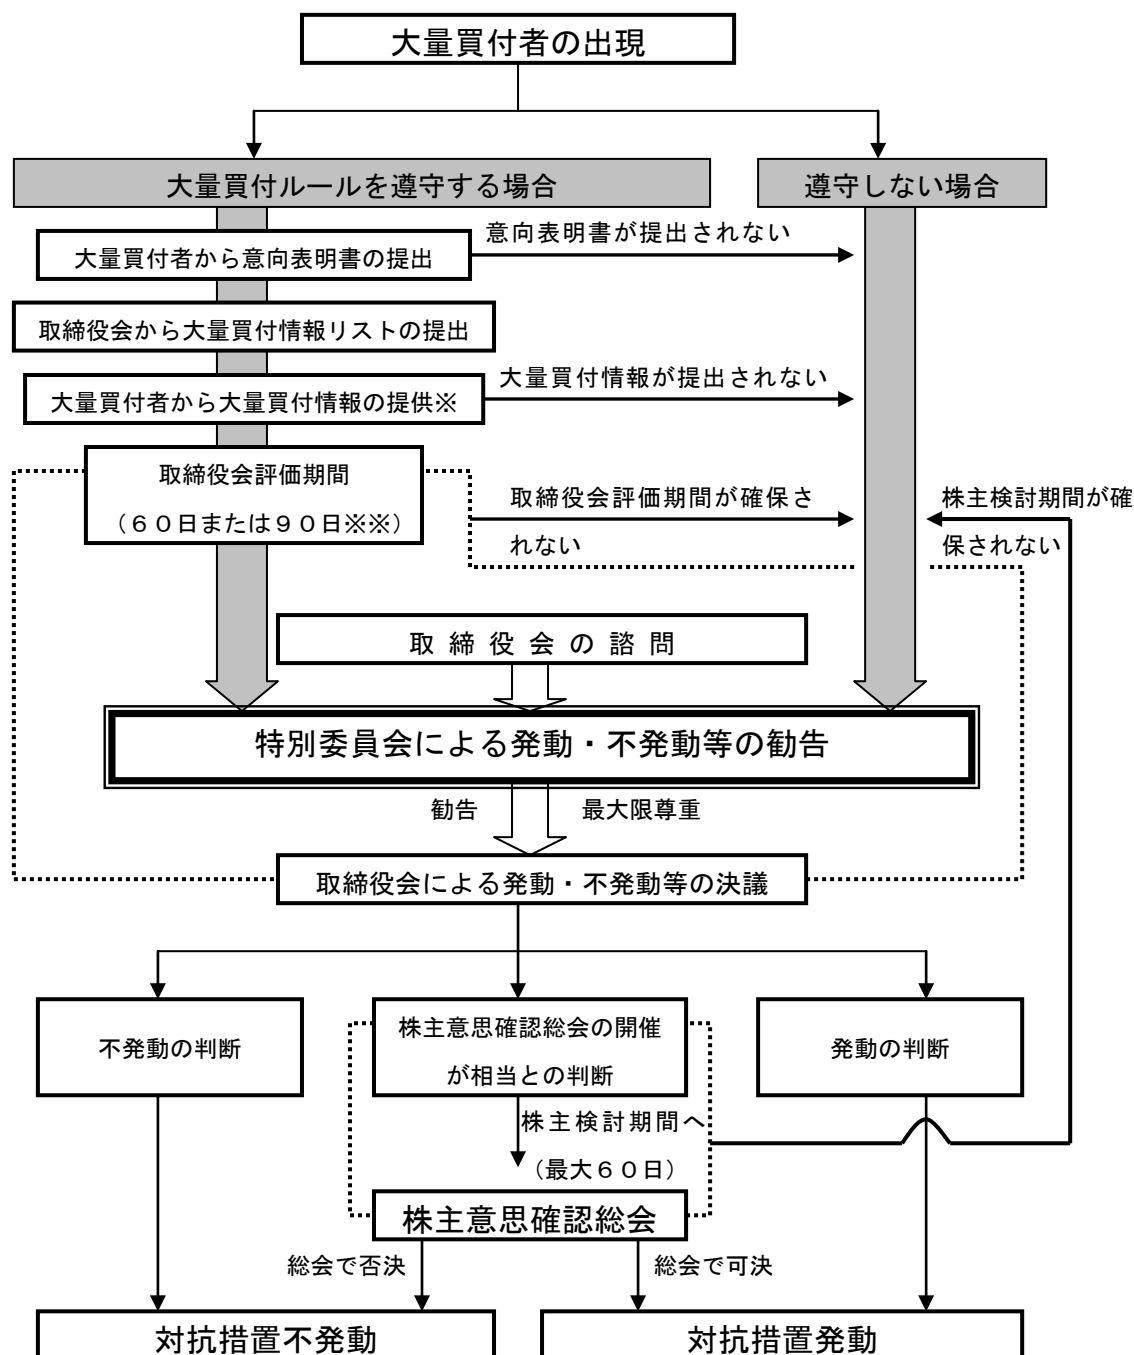 大量買付者の出現
大量買付ルールを遵守する場合
遵守しない場合
大量買付者から意向表明書の提出
意向表明書が提出されない
取締役会から大量買付情報リストの提出
大量買付者から大量買付情報の提供※
大量買付情報が提出されない
取締役会評価期間
（６０日または９０日※※）
取締役会評価期間が確保さ
れない
株主検討期間が確
保されない
取締役会の諮問
特別委員会による発動・不発動等の勧告
勧告
最大限尊重
取締役会による発動・不発動等の決議
不発動の判断
株主意思確認総会の開催
が相当との判断
発動の判断
株主検討期間へ
（最大６０日）
株主意思確認総会
総会で否決
総会で可決
対抗措置不発動
対抗措置発動